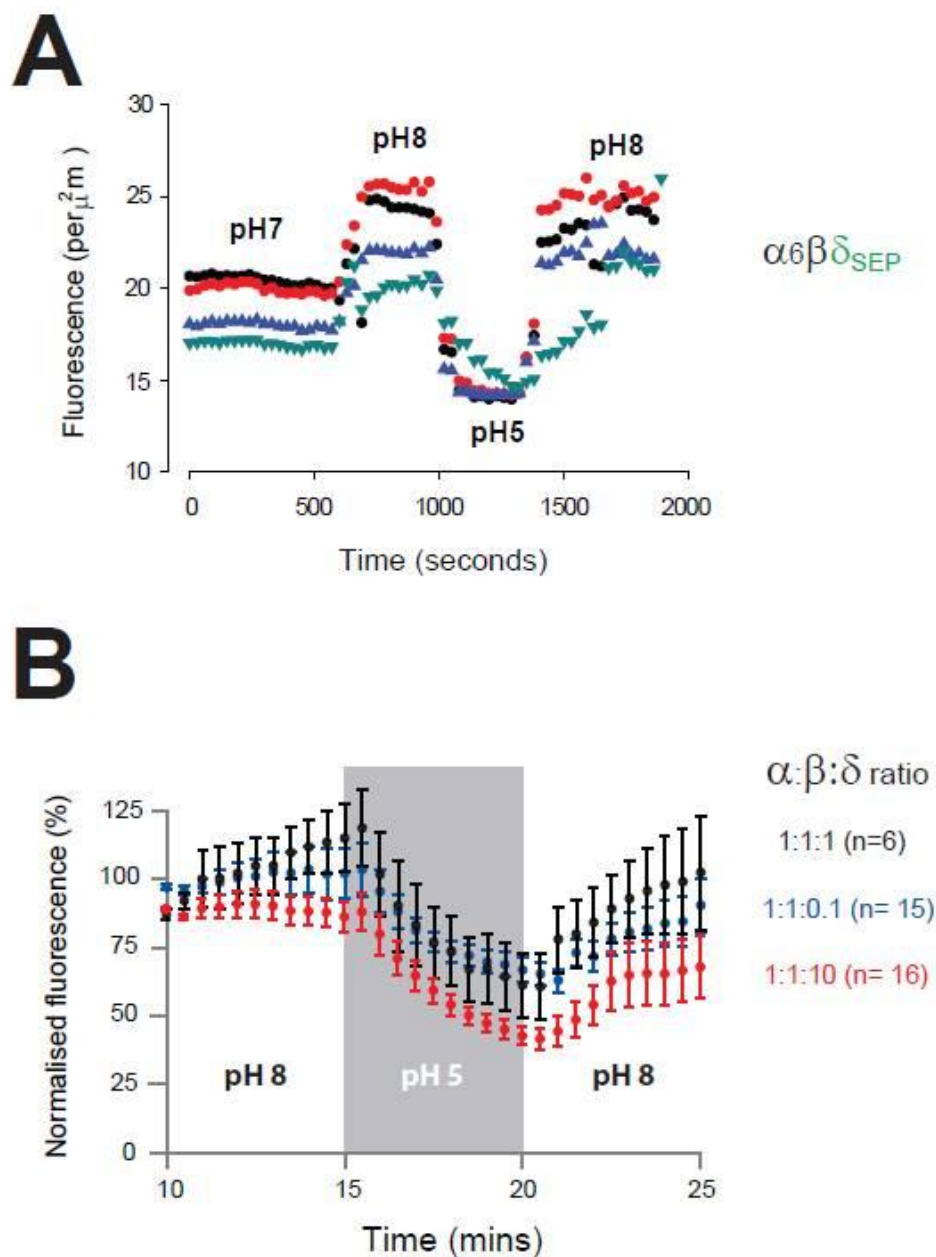 A
30
25
20
15
10
Fluorescence (per μ²m )
pH7
pH8
pH5
pH8
0 500 1000 1500 2000
Time (seconds)
α6βδSEP
B
125
100
75
50
25
0
Normalised fluorescence (%)
pH 8
pH 5
pH 8
10 15 20 25
Time (mins)
α:β:δ ratio
1:1:1 (n=6)
1:1:0.1 (n= 15)
1:1:10 (n= 16)